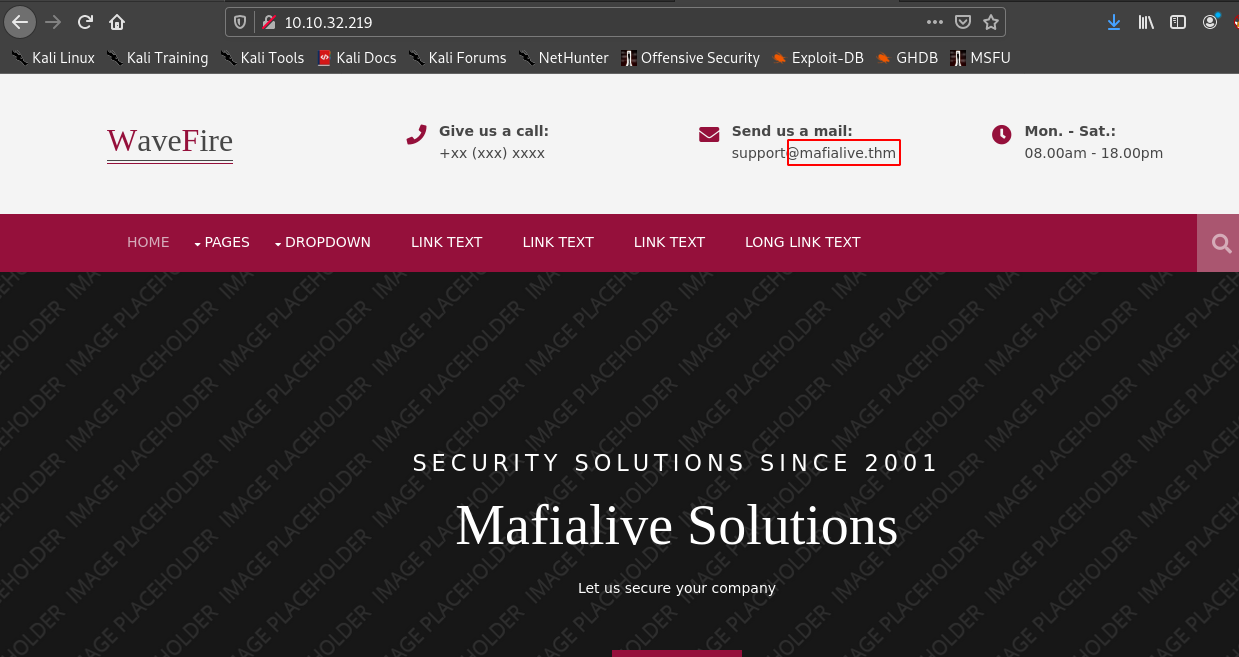 10.10.32.219
Kali Linux Kali Training Kali Tools Kali Docs Kali Forums NetHunter Offensive Security Exploit-DB GHDB MSFU
WaveFire
Give us a call:
+xx (xxx) xxxx
Send us a mail:
support@mafialive.thm
Mon. - Sat.:
08.00am - 18.00pm
HOME PAGES DROPDOWN LINK TEXT LINK TEXT LINK TEXT LONG LINK TEXT
IMAGE PLACEHOLDER
SECURITY SOLUTIONS SINCE 2001
Mafialive Solutions
Let us secure your company